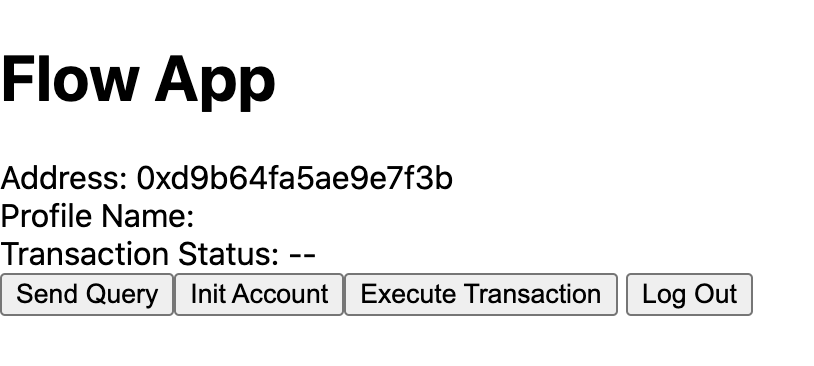 Flow App
Address: 0xd9b64fa5ae9e7f3b
Profile Name:
Transaction Status: --
Send Query Init Account Execute Transaction Log Out